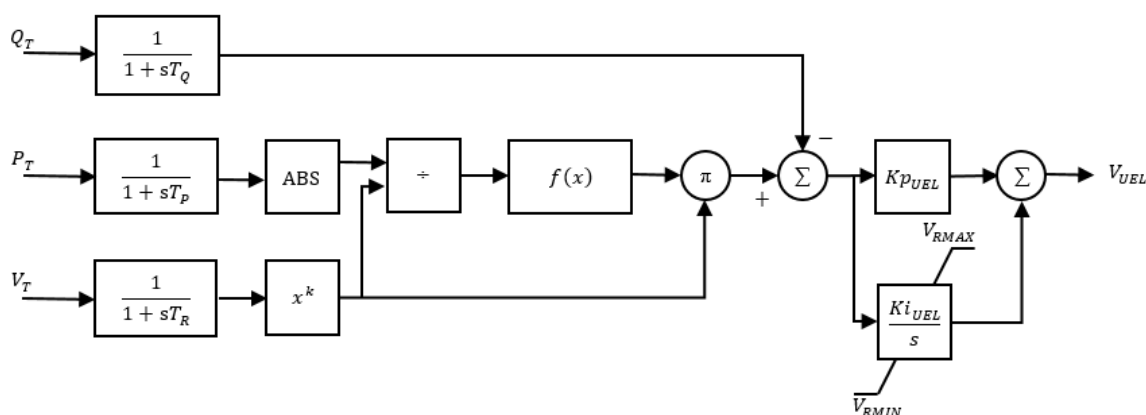 Q_T
1
1 + sT_Q
−
P_T
1
1 + sT_P
ABS
÷
f(x)
π
Σ
+
Kp_UEL
Σ
V_UEL
V_RMAX
V_T
1
1 + sT_R
x^k
Ki_UEL
s
V_RMIN